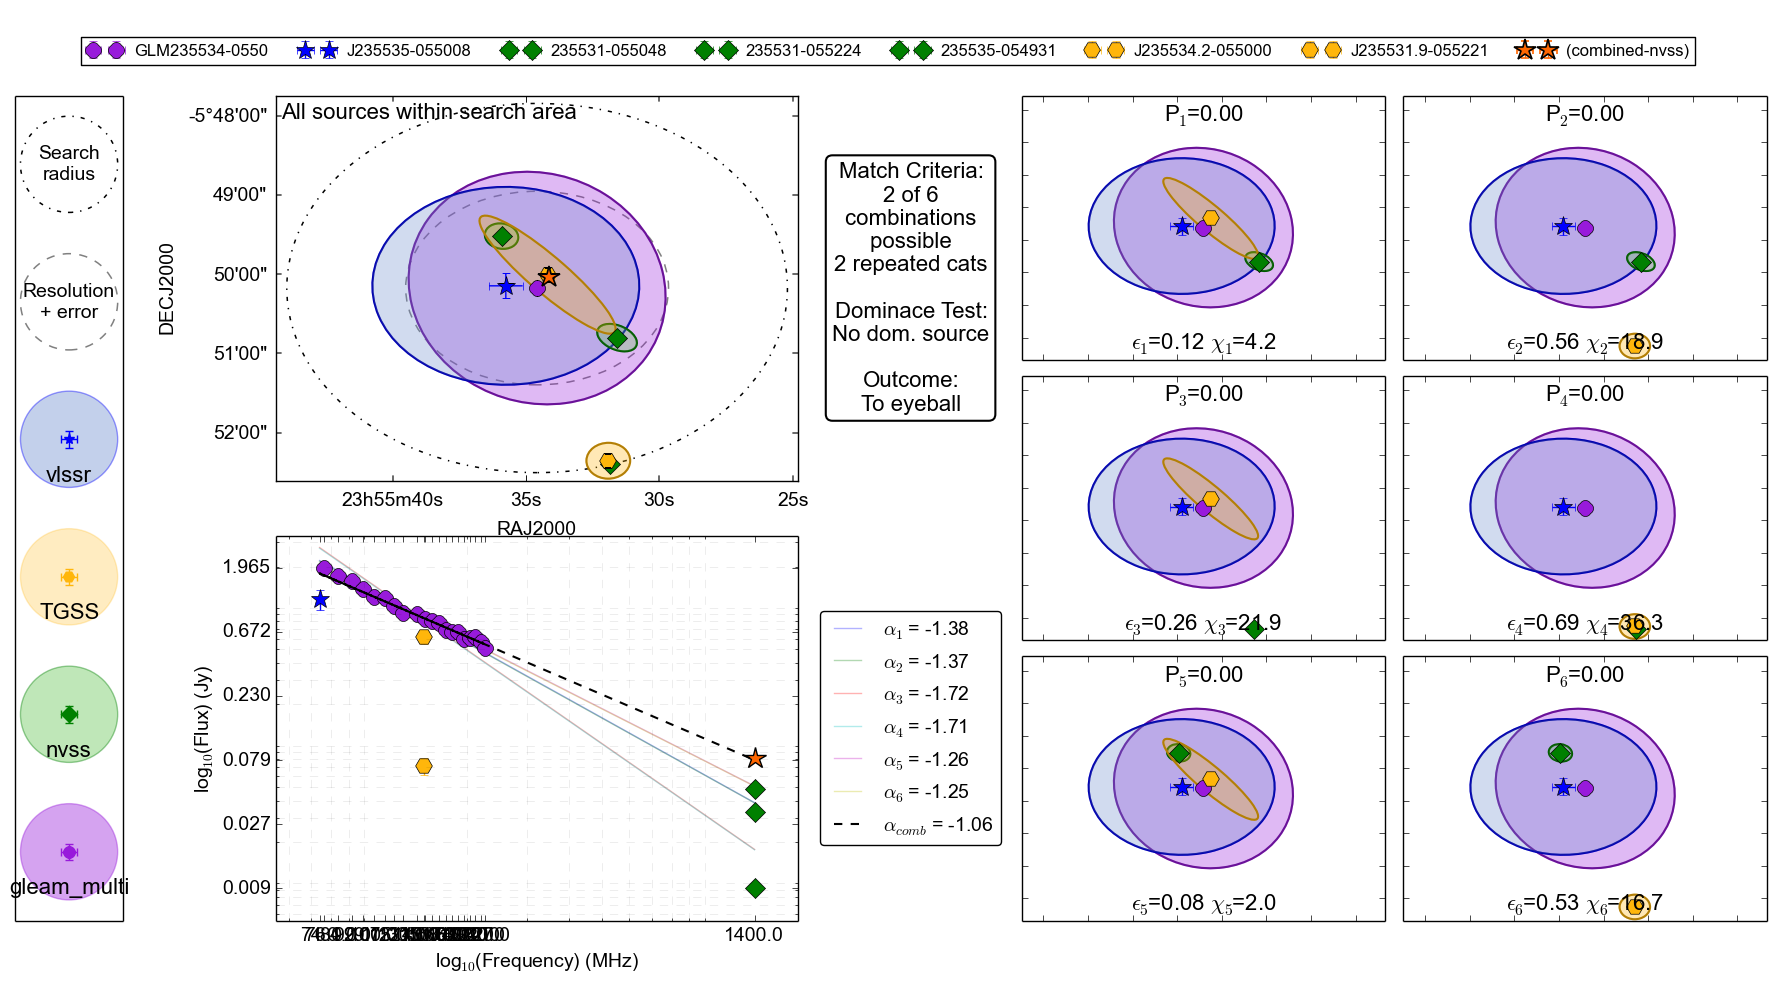 GLM235534-0550 J235535-055008 235531-055048 235531-055224 235535-054931 J235534.2-055000 J235531.9-055221 (combined-nvss)
Search
radius
Resolution
+ error
vlssr
TGSS
nvss
gleam_multi
All sources within search area
-5°48'00"
49'00"
50'00"
51'00"
52'00"
DECJ2000
23h55m40s 35s 30s 25s
RAJ2000
Match Criteria:
2 of 6
combinations
possible
2 repeated cats
Dominace Test:
No dom. source
Outcome:
To eyeball
P1=0.00
ϵ1=0.12 χ1=4.2
P2=0.00
ϵ2=0.56 χ2=18.9
P3=0.00
ϵ3=0.26 χ3=21.9
P4=0.00
ϵ4=0.69 χ4=36.3
P5=0.00
ϵ5=0.08 χ5=2.0
P6=0.00
ϵ6=0.53 χ6=16.7
1.965
0.672
0.230
0.079
0.027
0.009
log10(Flux) (Jy)
1400.0
log10(Frequency) (MHz)
α1 = -1.38
α2 = -1.37
α3 = -1.72
α4 = -1.71
α5 = -1.26
α6 = -1.25
αcomb = -1.06